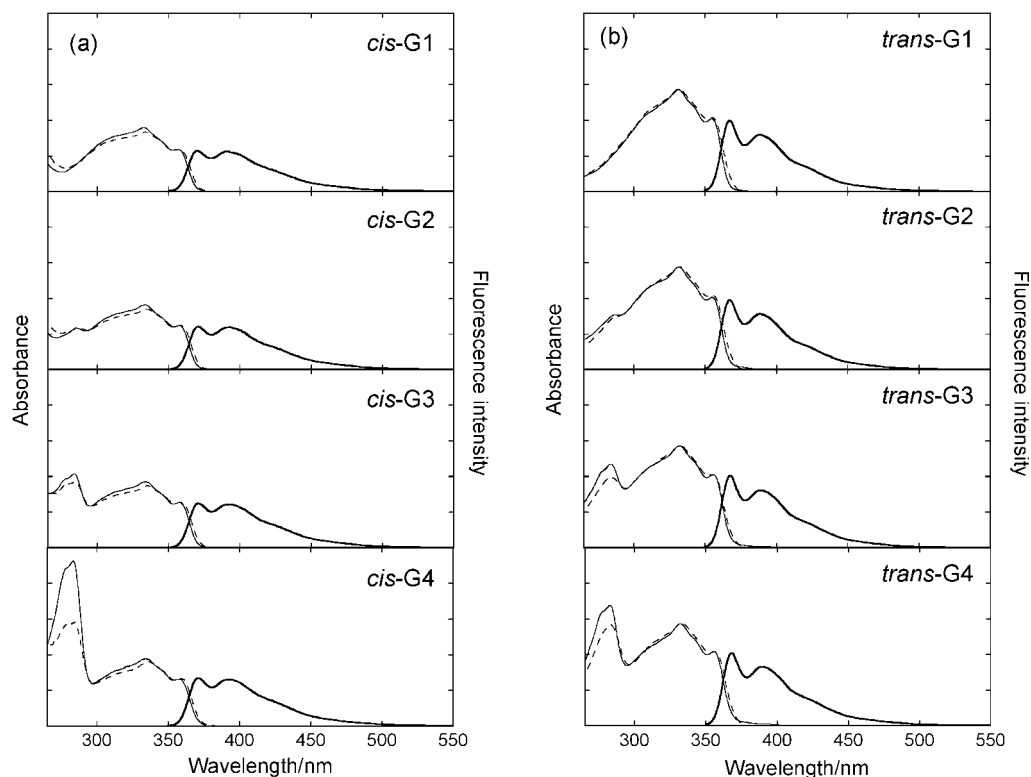 (a)
cis-G1
cis-G2
cis-G3
cis-G4
Absorbance
Fluorescence intensity
300 350 400 450 500 550
Wavelength/nm
(b)
trans-G1
trans-G2
trans-G3
trans-G4
Absorbance
Fluorescence intensity
300 350 400 450 500 550
Wavelength/nm